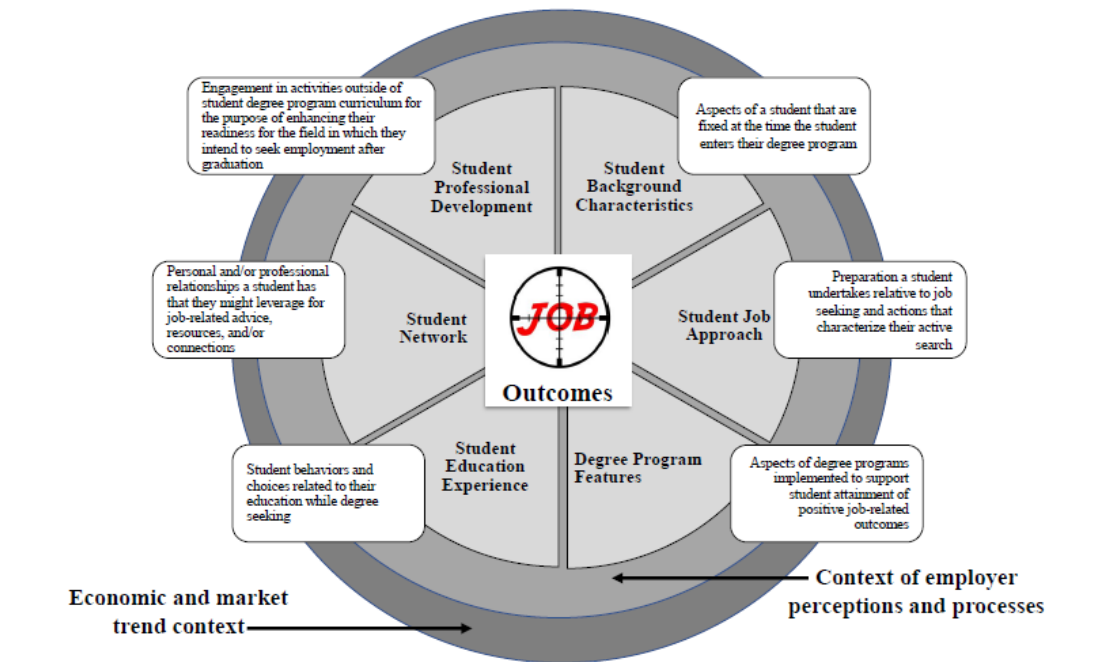 Engagement in activities outside of
student degree program curriculum for
the purpose of enhancing their
readiness for the field in which they
intend to seek employment after
graduation
Aspects of a student that are
fixed at the time the student
enters their degree program
Student
Professional
Development
Student
Background
Characteristics
Personal and/or professional
relationships a student has
that they might leverage for
job-related advice,
resources, and/or
connections
Student
Network
JOB
Outcomes
Student Job
Approach
Preparation a student
undertakes relative to job
seeking and actions that
characterize their active
search
Student behaviors and
choices related to their
education while degree
seeking
Student
Education
Experience
Degree Program
Features
Aspects of degree programs
implemented to support
student attainment of
positive job-related
outcomes
Economic and market
trend context
Context of employer
perceptions and processes